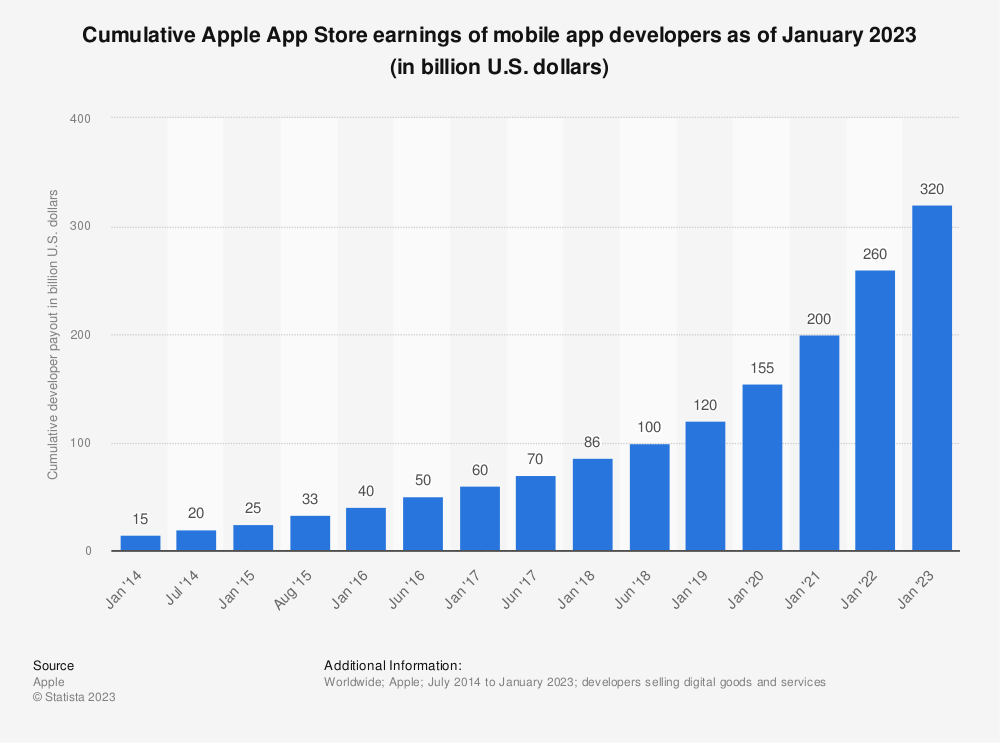 Cumulative Apple App Store earnings of mobile app developers as of January 2023
(in billion U.S. dollars)
Cumulative developer payout in billion U.S. dollars
400
300
200
100
0
15
20
25
33
40
50
60
70
86
100
120
155
200
260
320
Jan '14
Jul '14
Jan '15
Aug '15
Jan '16
Jun '16
Jan '17
Jun '17
Jan '18
Jun '18
Jan '19
Jan '20
Jan '21
Jan '22
Jan '23
Source
Apple
© Statista 2023
Additional Information:
Worldwide; Apple; July 2014 to January 2023; developers selling digital goods and services